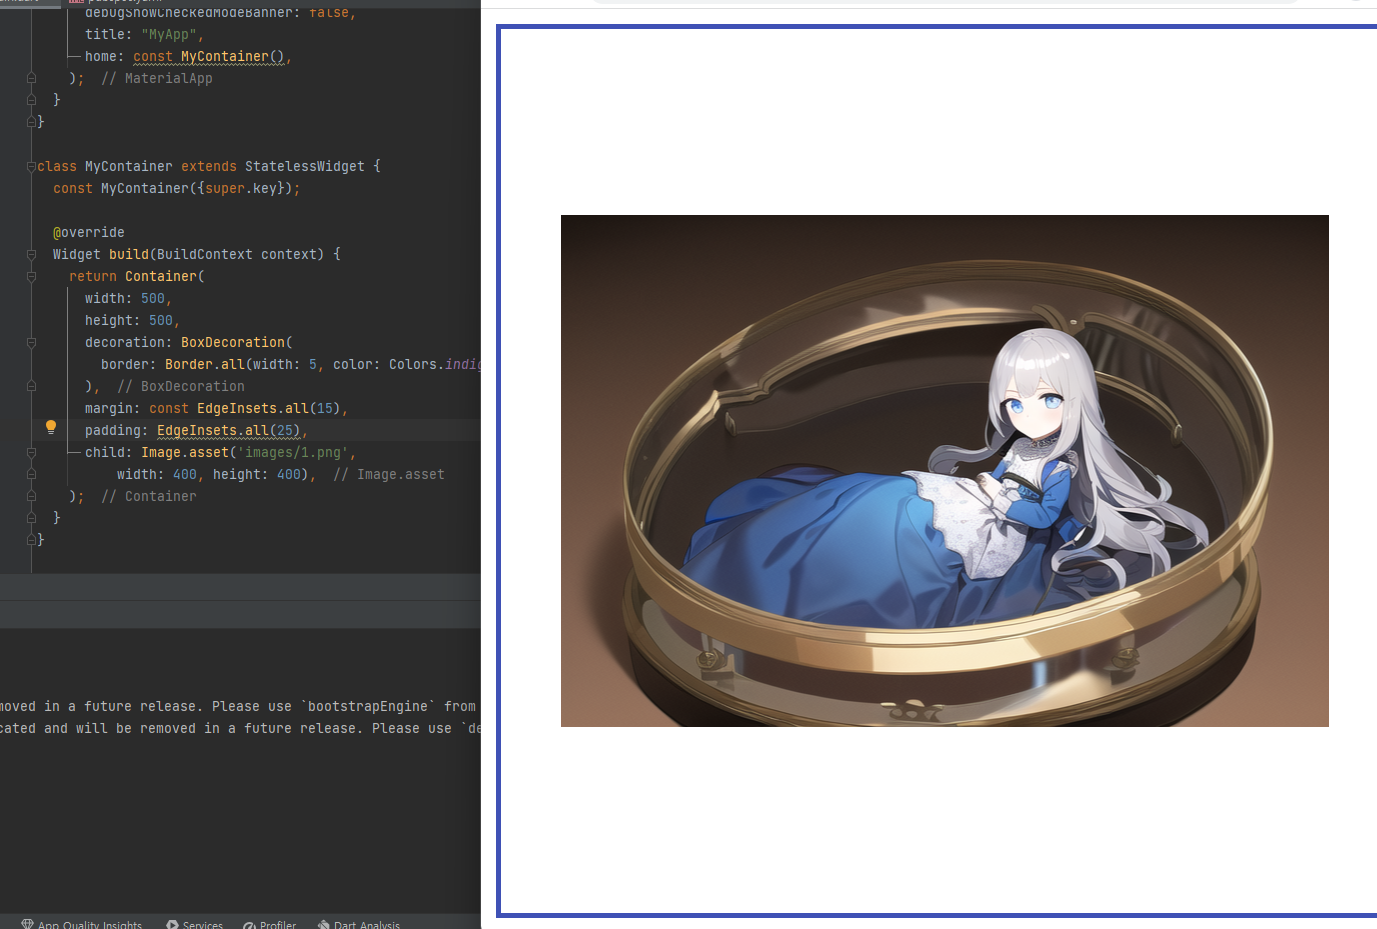 debugShowCheckedModeBanner: false,
title: "MyApp",
home: const MyContainer(),
);  // MaterialApp
}
}
class MyContainer extends StatelessWidget {
const MyContainer({super.key});
@override
Widget build(BuildContext context) {
return Container(
width: 500,
height: 500,
decoration: BoxDecoration(
border: Border.all(width: 5, color: Colors.indig
),  // BoxDecoration
margin: const EdgeInsets.all(15),
padding: EdgeInsets.all(25),
child: Image.asset('images/1.png',
width: 400, height: 400),  // Image.asset
);  // Container
}
}
moved in a future release. Please use `bootstrapEngine` from
cated and will be removed in a future release. Please use `de
App Quality Insights Services Profiler Dart Analysis